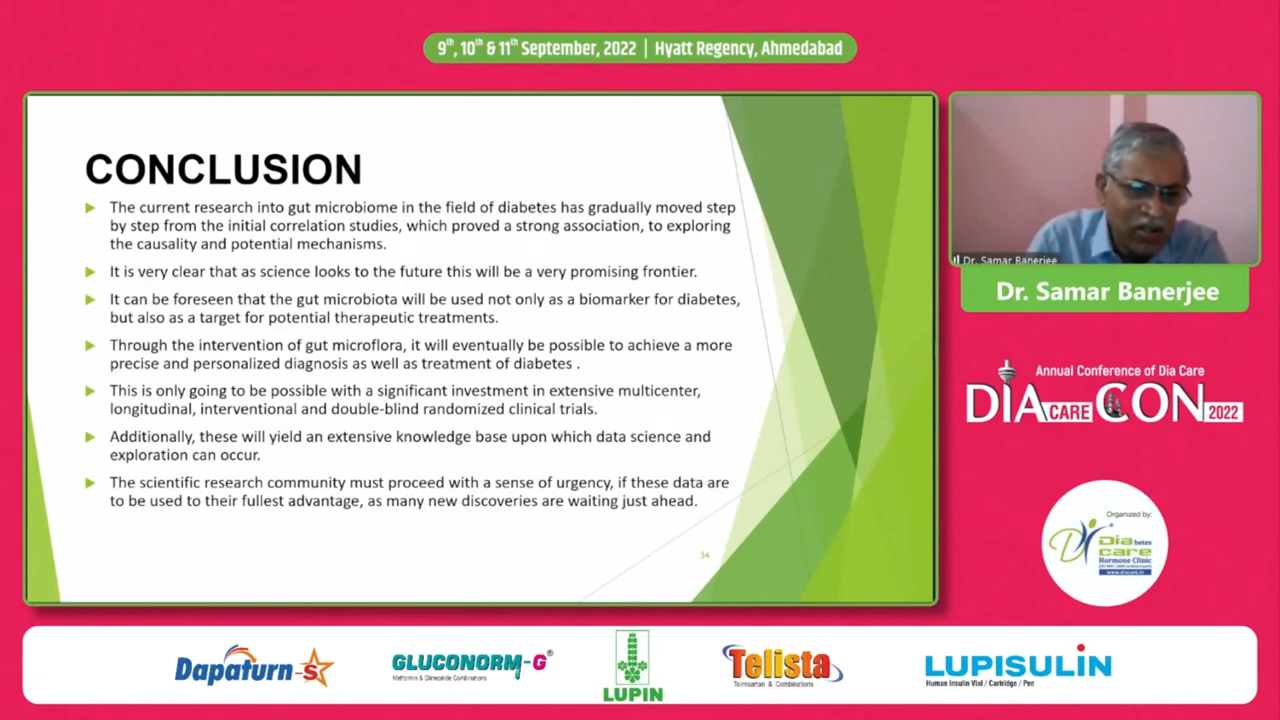 9th, 10th & 11th September, 2022 | Hyatt Regency, Ahmedabad
CONCLUSION
The current research into gut microbiome in the field of diabetes has gradually moved step
by step from the initial correlation studies, which proved a strong association, to exploring
the causality and potential mechanisms.
It is very clear that as science looks to the future this will be a very promising frontier.
It can be foreseen that the gut microbiota will be used not only as a biomarker for diabetes,
but also as a target for potential therapeutic treatments.
Through the intervention of gut microflora, it will eventually be possible to achieve a more
precise and personalized diagnosis as well as treatment of diabetes .
This is only going to be possible with a significant investment in extensive multicenter,
longitudinal, interventional and double-blind randomized clinical trials.
Additionally, these will yield an extensive knowledge base upon which data science and
exploration can occur.
The scientific research community must proceed with a sense of urgency, if these data are
to be used to their fullest advantage, as many new discoveries are waiting just ahead.
34
Dr. Samar Banerjee
Dr. Samar Banerjee
Annual Conference of Dia Care
DIA CARE CON 2022
Organized by:
Diabetes
care
Hormone Clinic
www.diacare.in
Dapaturn-S
GLUCONORM-G®
Metformin & Glimepiride Combinations
LUPIN
Telista
Telmisartan & Combinations
LUPISULIN
Human Insulin Vial / Cartridge / Pen